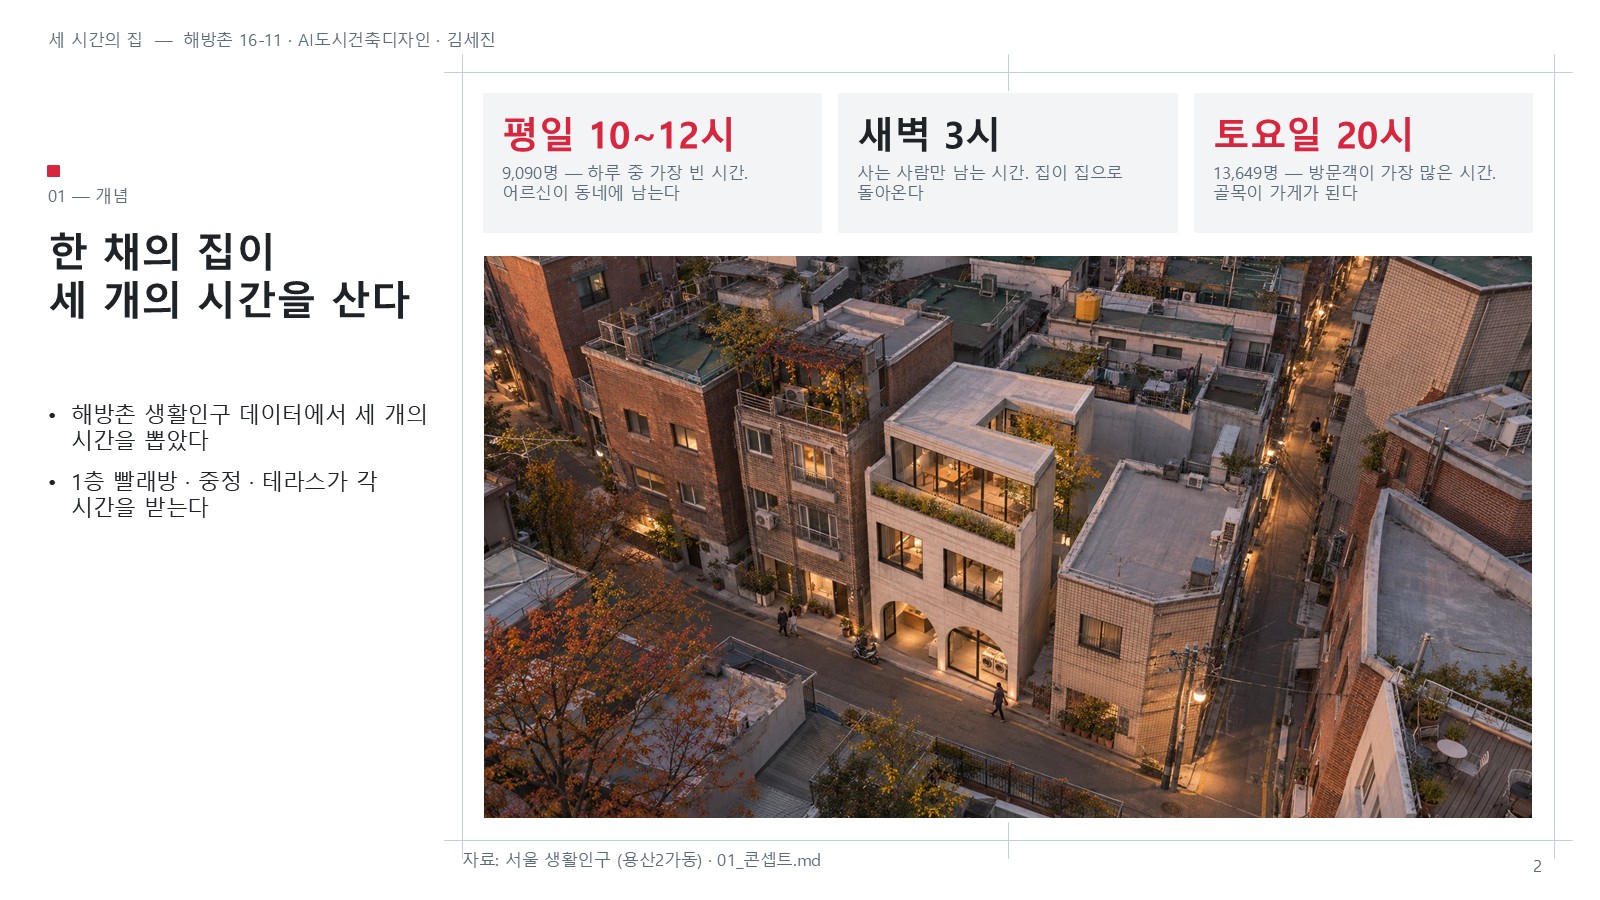 세 시간의 집 — 해방촌 16-11 · AI도시건축디자인 · 김세진
01 — 개념
한 채의 집이
세 개의 시간을 산다
• 해방촌 생활인구 데이터에서 세 개의
시간을 뽑았다
• 1층 빨래방 · 중정 · 테라스가 각
시간을 받는다
평일 10~12시
9,090명 — 하루 중 가장 빈 시간.
어르신이 동네에 남는다
새벽 3시
사는 사람만 남는 시간. 집이 집으로
돌아온다
토요일 20시
13,649명 — 방문객이 가장 많은 시간.
골목이 가게가 된다
자료: 서울 생활인구 (용산2가동) · 01_콘셉트.md
2